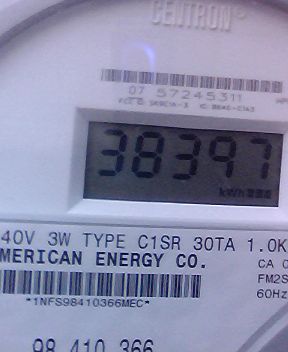 CENTRON®
07 57245311
38397
kWh
40V 3W TYPE C1SR 30TA 1.0K
MERICAN ENERGY CO.
CA 0
FM2S
60Hz
*1NFS98410366MEC*
98 410 366